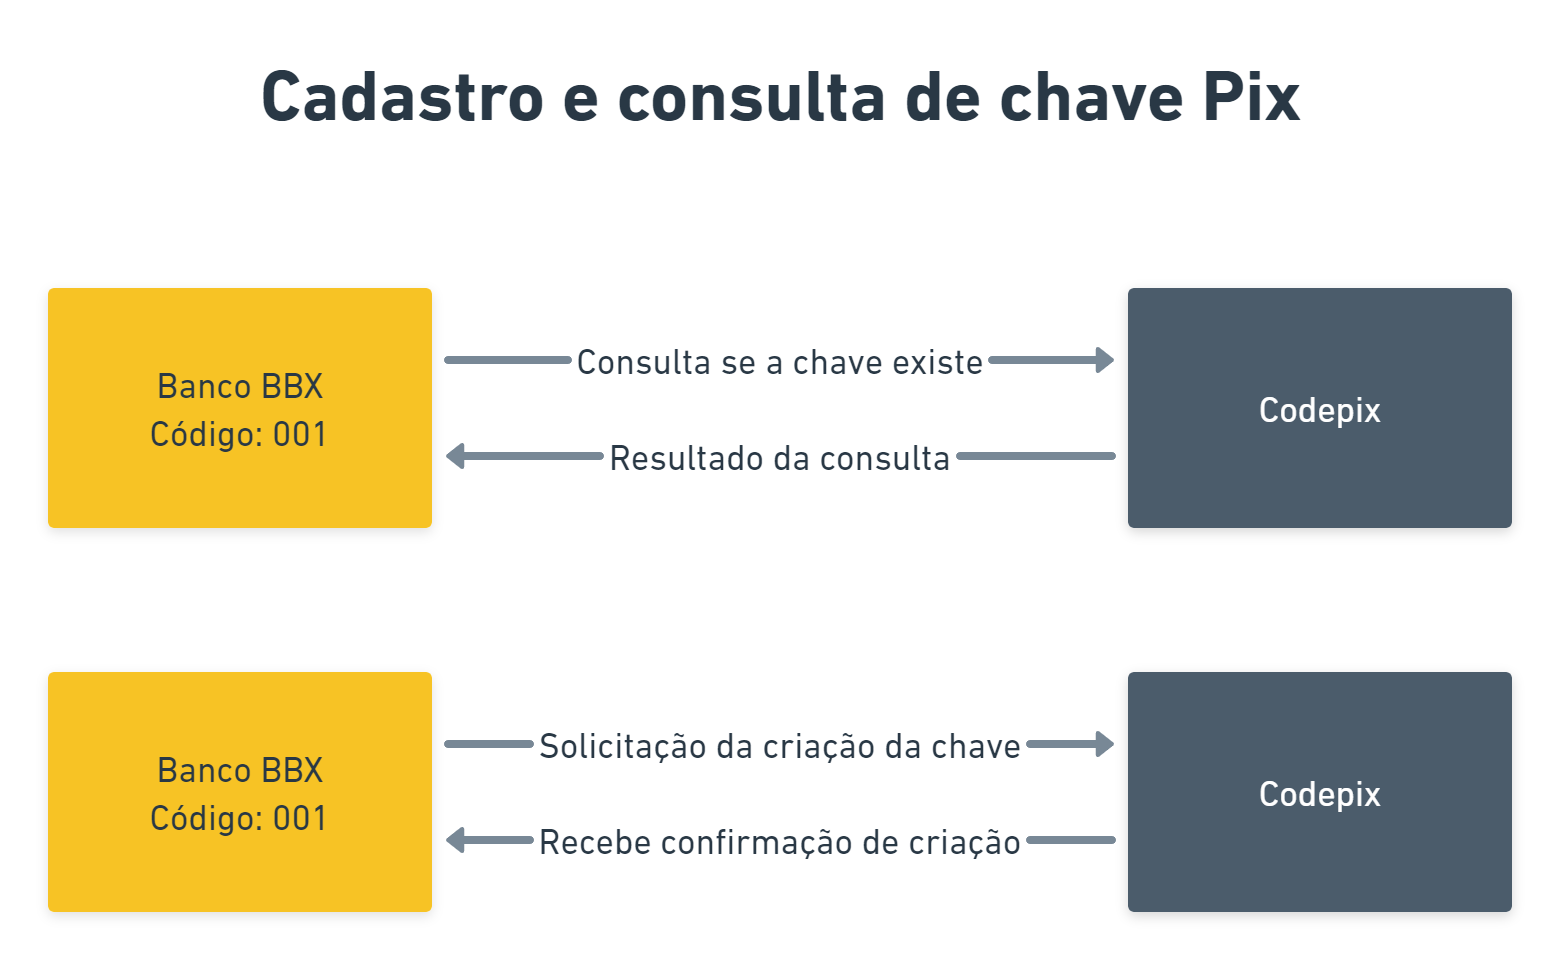 Cadastro e consulta de chave Pix
Banco BBX
Código: 001
Consulta se a chave existe
Resultado da consulta
Codepix
Banco BBX
Código: 001
Solicitação da criação da chave
Recebe confirmação de criação
Codepix